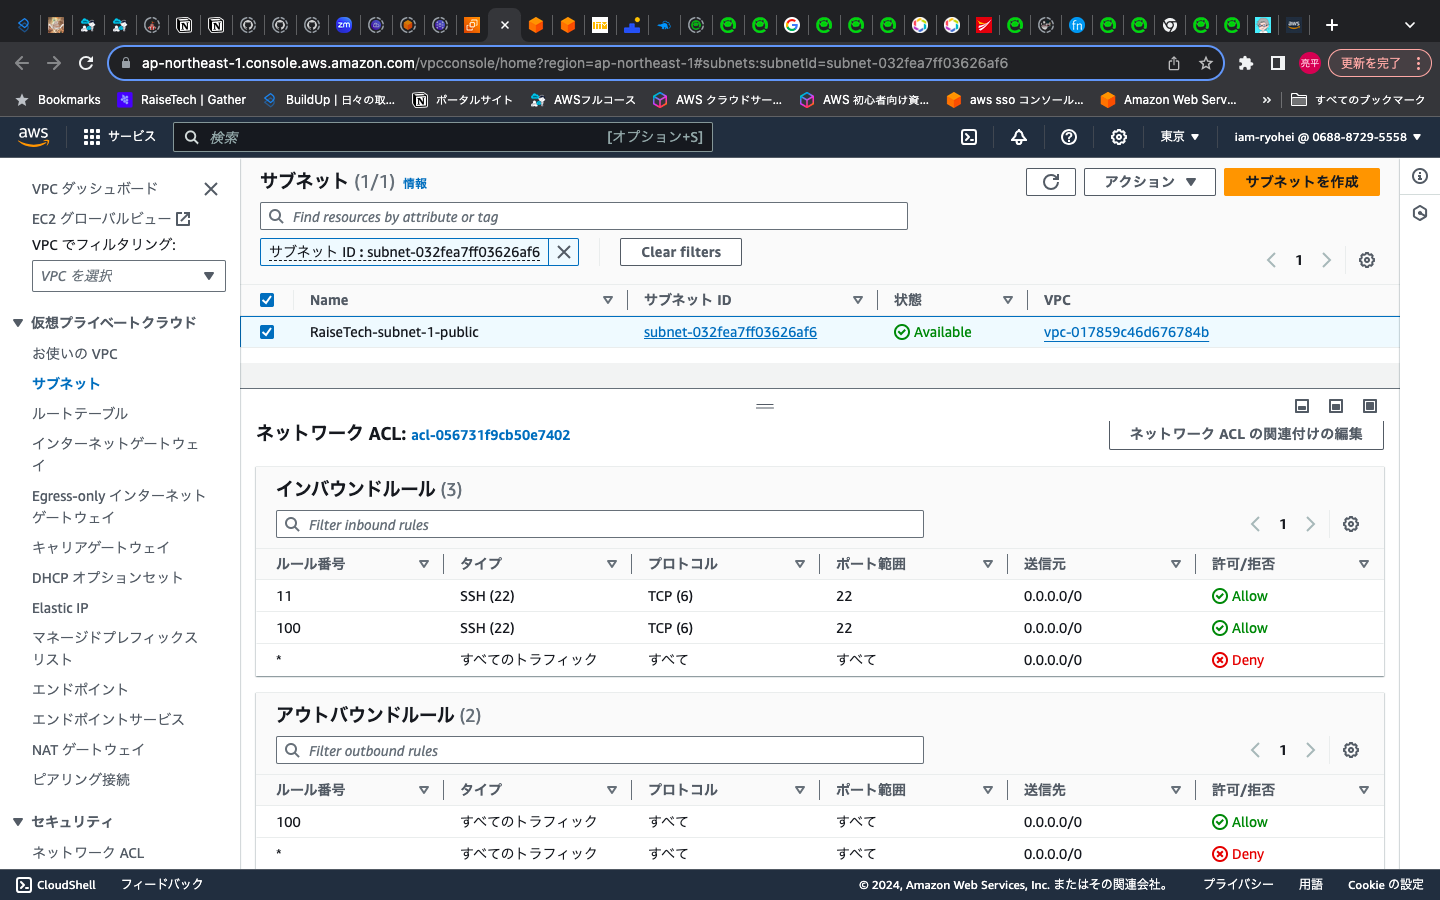 zm
fn
ap-northeast-1.console.aws.amazon.com/vpcconsole/home?region=ap-northeast-1#subnets:subnetId=subnet-032fea7ff03626af6
亮平
更新を完了
Bookmarks
RaiseTech | Gather
BuildUp | 日々の取...
ポータルサイト
AWSフルコース
AWS クラウドサー...
AWS 初心者向け資...
aws sso コンソール...
Amazon Web Serv...
»
すべてのブックマーク
aws
サービス
検索
[オプション+S]
東京
iam-ryohei @ 0688-8729-5558
VPC ダッシュボード
EC2 グローバルビュー
VPC でフィルタリング:
VPC を選択
仮想プライベートクラウド
お使いの VPC
サブネット
ルートテーブル
インターネットゲートウェ
イ
Egress-only インターネット
ゲートウェイ
キャリアゲートウェイ
DHCP オプションセット
Elastic IP
マネージドプレフィックス
リスト
エンドポイント
エンドポイントサービス
NAT ゲートウェイ
ピアリング接続
セキュリティ
ネットワーク ACL
サブネット (1/1) 情報
アクション
サブネットを作成
Find resources by attribute or tag
サブネット ID : subnet-032fea7ff03626af6
Clear filters
1
Name サブネット ID 状態 VPC
RaiseTech-subnet-1-public subnet-032fea7ff03626af6 Available vpc-017859c46d676784b
ネットワーク ACL: acl-056731f9cb50e7402
ネットワーク ACL の関連付けの編集
インバウンドルール (3)
Filter inbound rules
1
ルール番号 タイプ プロトコル ポート範囲 送信元 許可/拒否
11 SSH (22) TCP (6) 22 0.0.0.0/0 Allow
100 SSH (22) TCP (6) 22 0.0.0.0/0 Allow
* すべてのトラフィック すべて すべて 0.0.0.0/0 Deny
アウトバウンドルール (2)
Filter outbound rules
1
ルール番号 タイプ プロトコル ポート範囲 送信先 許可/拒否
100 すべてのトラフィック すべて すべて 0.0.0.0/0 Allow
* すべてのトラフィック すべて すべて 0.0.0.0/0 Deny
CloudShell フィードバック
© 2024, Amazon Web Services, Inc. またはその関連会社。 プライバシー 用語 Cookie の設定